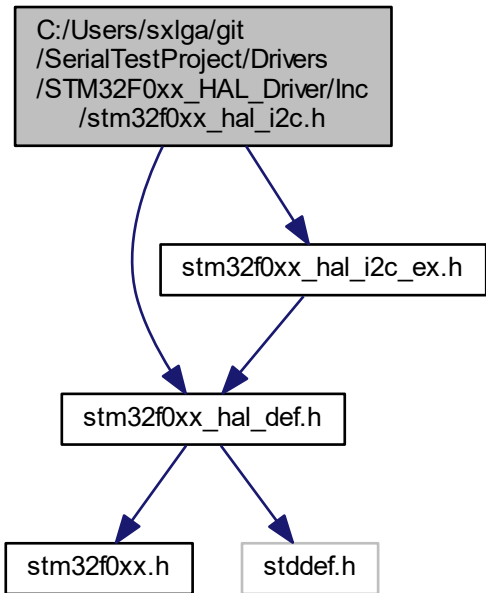 C:/Users/sxlga/git
/SerialTestProject/Drivers
/STM32F0xx_HAL_Driver/Inc
/stm32f0xx_hal_i2c.h
stm32f0xx_hal_i2c_ex.h
stm32f0xx_hal_def.h
stm32f0xx.h
stddef.h